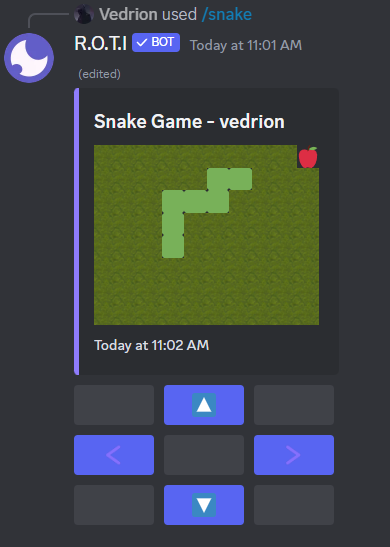 Vedrion used /snake
R.O.T.I ✓ BOT Today at 11:01 AM
(edited)
Snake Game - vedrion
Today at 11:02 AM